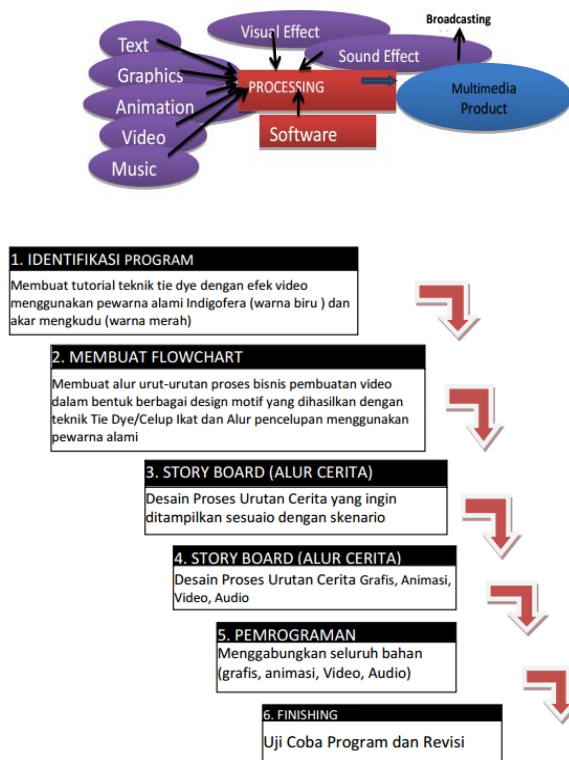 Broadcasting
Visual Effect
Text
Sound Effect
Graphics
PROCESSING
Animation
Multimedia
Product
Video
Software
Music
1. IDENTIFIKASI PROGRAM
Membuat tutorial teknik tie dye dengan efek video
menggunakan pewarna alami Indigofera (warna biru ) dan
akar mengkudu (warna merah)
2. MEMBUAT FLOWCHART
Membuat alur urut-urutan proses bisnis pembuatan video
dalam bentuk berbagai design motif yang dihasilkan dengan
teknik Tie Dye/Celup Ikat dan Alur pencelupan menggunakan
pewarna alami
3. STORY BOARD (ALUR CERITA)
Desain Proses Urutan Cerita yang ingin
ditampilkan sesuaio dengan skenario
4. STORY BOARD (ALUR CERITA)
Desain Proses Urutan Cerita Grafis, Animasi,
Video, Audio
5. PEMROGRAMAN
Menggabungkan seluruh bahan
(grafis, animasi, Video, Audio)
6. FINISHING
Uji Coba Program dan Revisi